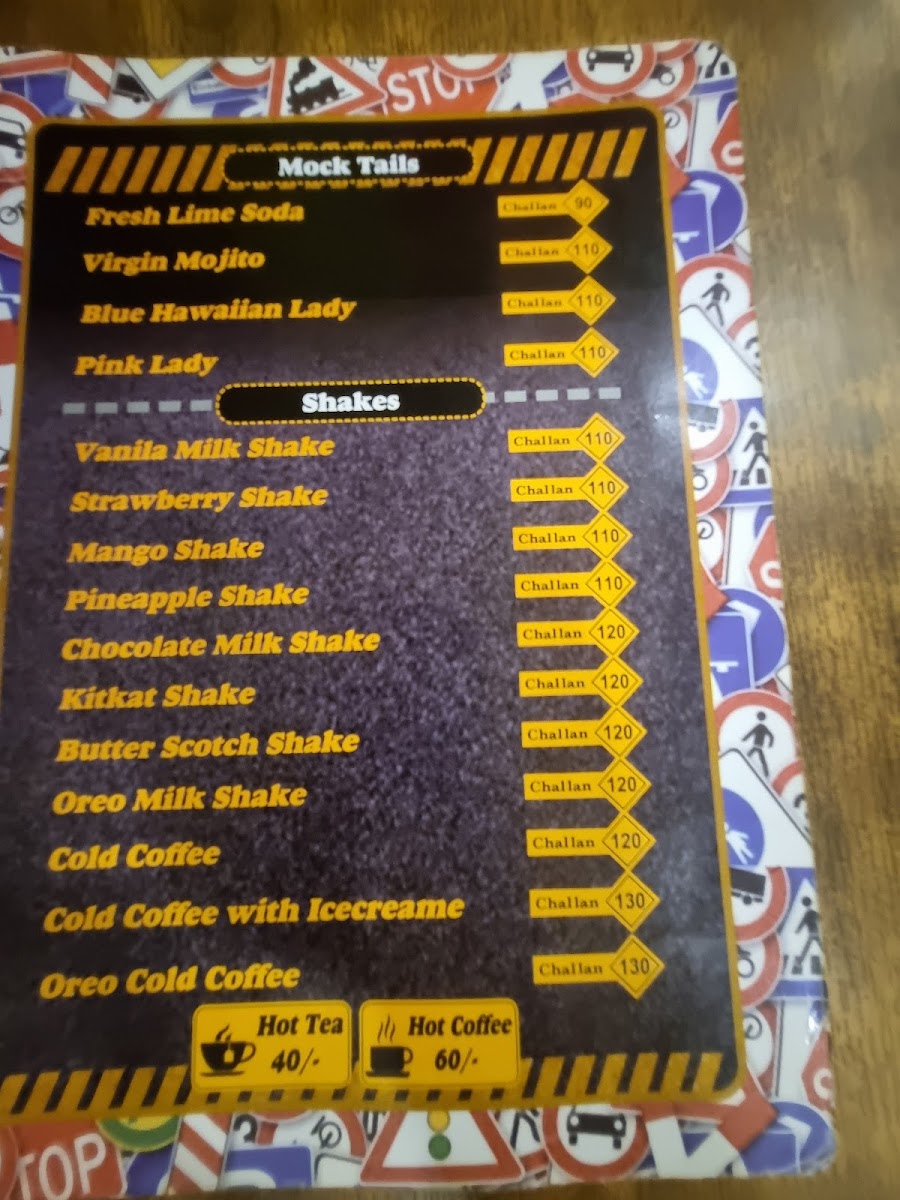 STOP
Mock Tails
Fresh Lime Soda Challan 90
Virgin Mojito Challan 110
Blue Hawaiian Lady Challan 110
Pink Lady Challan 110
Shakes
Vanila Milk Shake Challan 110
Strawberry Shake Challan 110
Mango Shake Challan 110
Pineapple Shake Challan 110
Chocolate Milk Shake Challan 120
Kitkat Shake Challan 120
Butter Scotch Shake Challan 120
Oreo Milk Shake Challan 120
Cold Coffee Challan 120
Cold Coffee with Icecreame Challan 130
Oreo Cold Coffee Challan 130
Hot Tea Hot Coffee
40/- 60/-
TOP